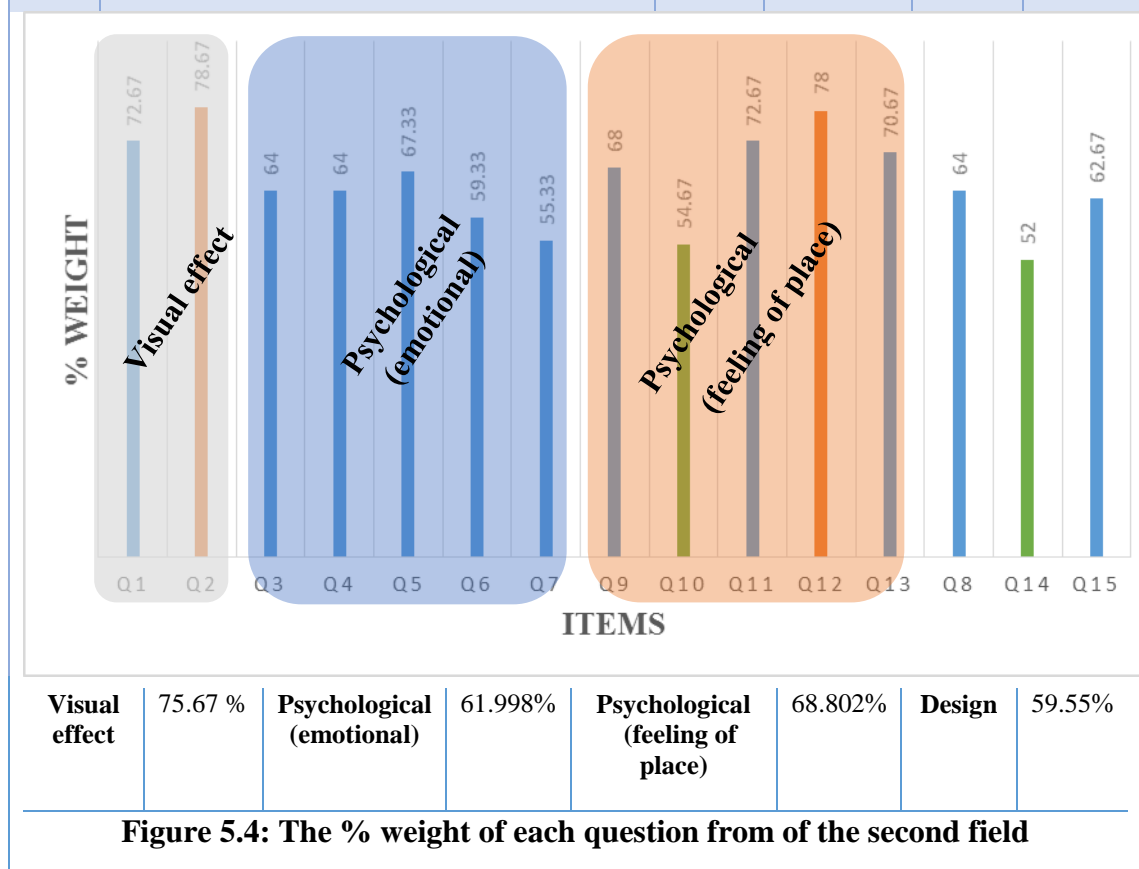 72.67
78.67
64
64
67.33
59.33
55.33
68
54.67
72.67
78
70.67
64
52
62.67
% WEIGHT
Visual effect
Psychological
(emotional)
Psychological
(feeling of place)
Q1 Q2 Q3 Q4 Q5 Q6 Q7 Q9 Q10 Q11 Q12 Q13 Q8 Q14 Q15
ITEMS
Visual 75.67 % Psychological 61.998% Psychological 68.802% Design 59.55%
effect (emotional) (feeling of
place)
Figure 5.4: The % weight of each question from of the second field